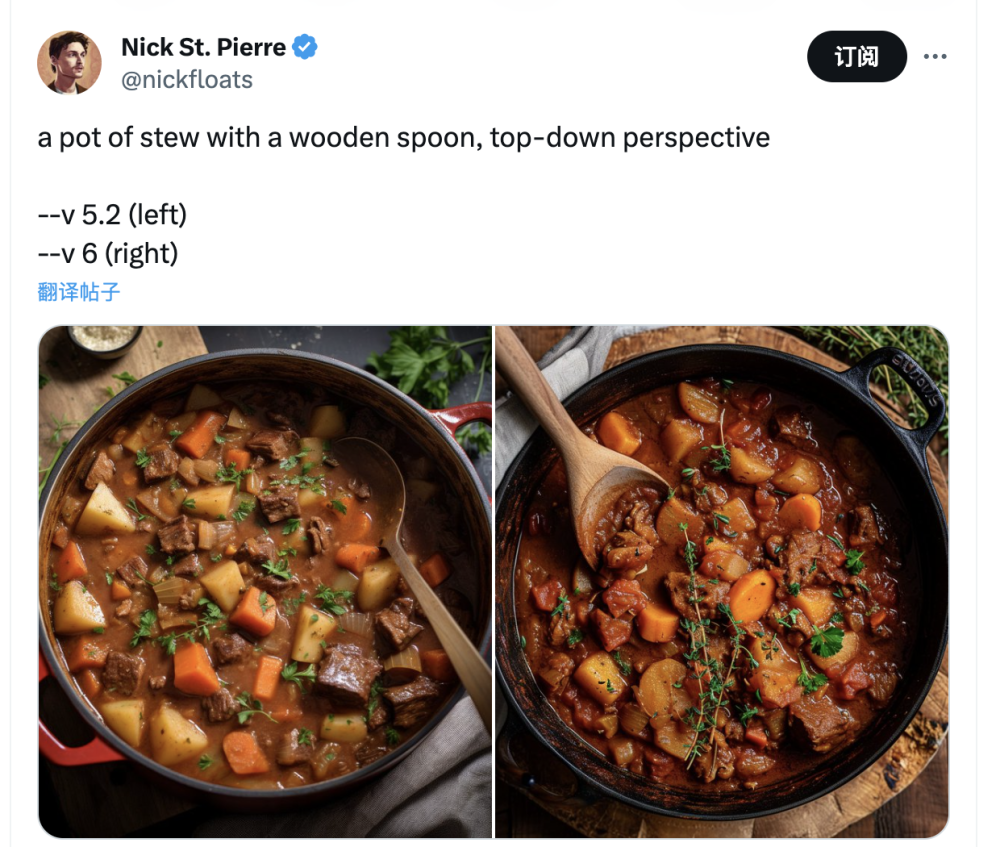 Nick St. Pierre
订阅
@nickfloats
a pot of stew with a wooden spoon, top-down perspective
--v 5.2 (left)
--v 6 (right)
翻译帖子